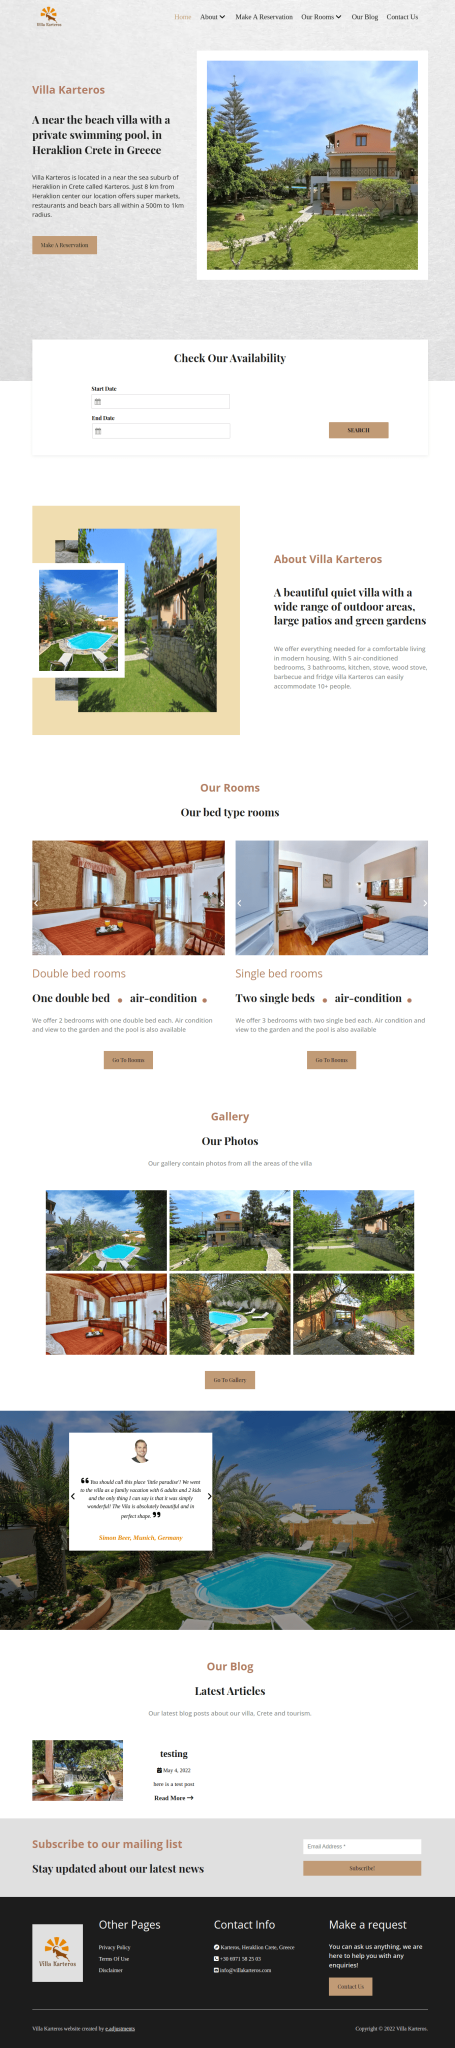 Villa Karteros
Home About Make A Reservation Our Rooms Our Blog Contact Us
Villa Karteros
A near the beach villa with a
private swimming pool, in
Heraklion Crete in Greece
Villa Karteros is located in a near the sea suburb of
Heraklion in Crete called Karteros. Just 8 km from
Heraklion center our location offers super markets,
restaurants and beach bars all within a 500m to 1km
radius.
Make A Reservation
Check Our Availability
Start Date
End Date
SEARCH
About Villa Karteros
A beautiful quiet villa with a
wide range of outdoor areas,
large patios and green gardens
We offer everything needed for a comfortable living
in modern housing. With 5 air-conditioned
bedrooms, 3 bathrooms, kitchen, stove, wood stove,
barbecue and fridge villa Karteros can easily
accommodate 10+ people.
Our Rooms
Our bed type rooms
Double bed rooms
One double bed • air-condition •
We offer 2 bedrooms with one double bed each. Air condition
and view to the garden and the pool is also available
Go To Rooms
Single bed rooms
Two single beds • air-condition •
We offer 3 bedrooms with two single bed each. Air condition
and view to the garden and the pool is also available
Go To Rooms
Gallery
Our Photos
Our gallery contain photos from all the areas of the villa
Go To Gallery
You should call this place 'little paradise'! We went
to the villa as a family vacation with 6 adults and 2 kids
and the only thing I can say is that it was simply
wonderful! The Vila is absolutely beautiful and in
perfect shape.
Simon Beer, Munich, Germany
Our Blog
Latest Articles
Our latest blog posts about our villa, Crete and tourism.
testing
May 4, 2022
here is a test post
Read More
Subscribe to our mailing list
Stay updated about our latest news
Email Address *
Subscribe!
Villa Karteros
Other Pages
Privacy Policy
Terms Of Use
Disclaimer
Contact Info
Karteros, Heraklion Crete, Greece
+30 6971 58 25 03
info@villakarteros.com
Make a request
You can ask us anything, we are
here to help you with any
enquiries!
Contact Us
Villa Karteros website created by e.adjustments
Copyright © 2022 Villa Karteros.